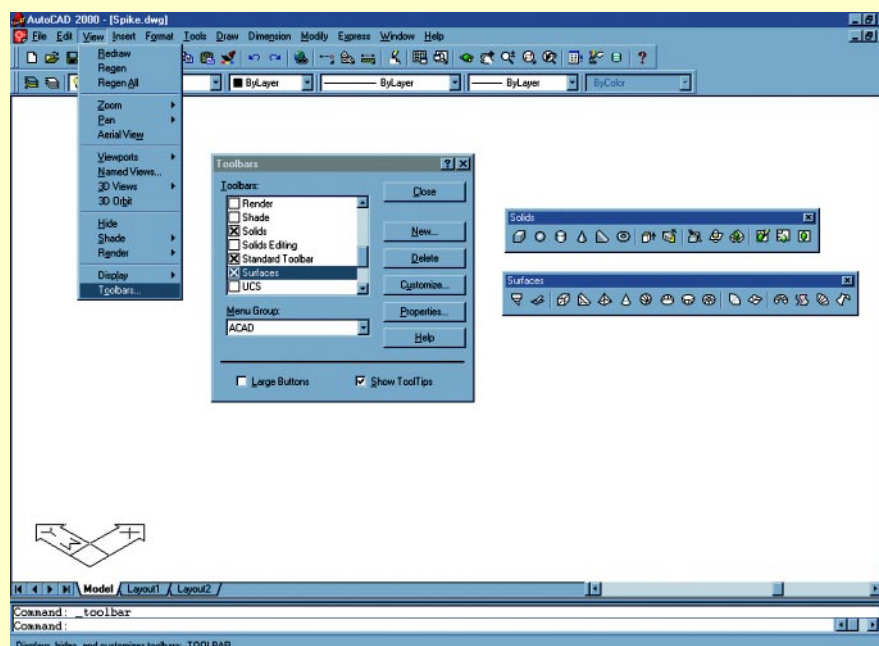 AutoCAD 2000 - [Spike.dwg]
File Edit View Insert Format Tools Draw Dimension Modify Express Window Help
ByLayer ByLayer ByLayer ByColor
Redraw
Regen
Regen All
Zoom
Pan
Aerial View
Viewports
Named Views...
3D Views
3D Orbit
Hide
Shade
Render
Display
Toolbars...
Toolbars
Toolbars:
Render
Shade
Solids
Solids Editing
Standard Toolbar
Surfaces
UCS
Menu Group:
ACAD
Large Buttons
Show ToolTips
Close
New...
Delete
Customize...
Properties...
Help
Solids
Surfaces
Y W X
Model Layout1 Layout2
Command: _toolbar
Command:
Displays, hides, and customizes toolbars: TOOLBAR